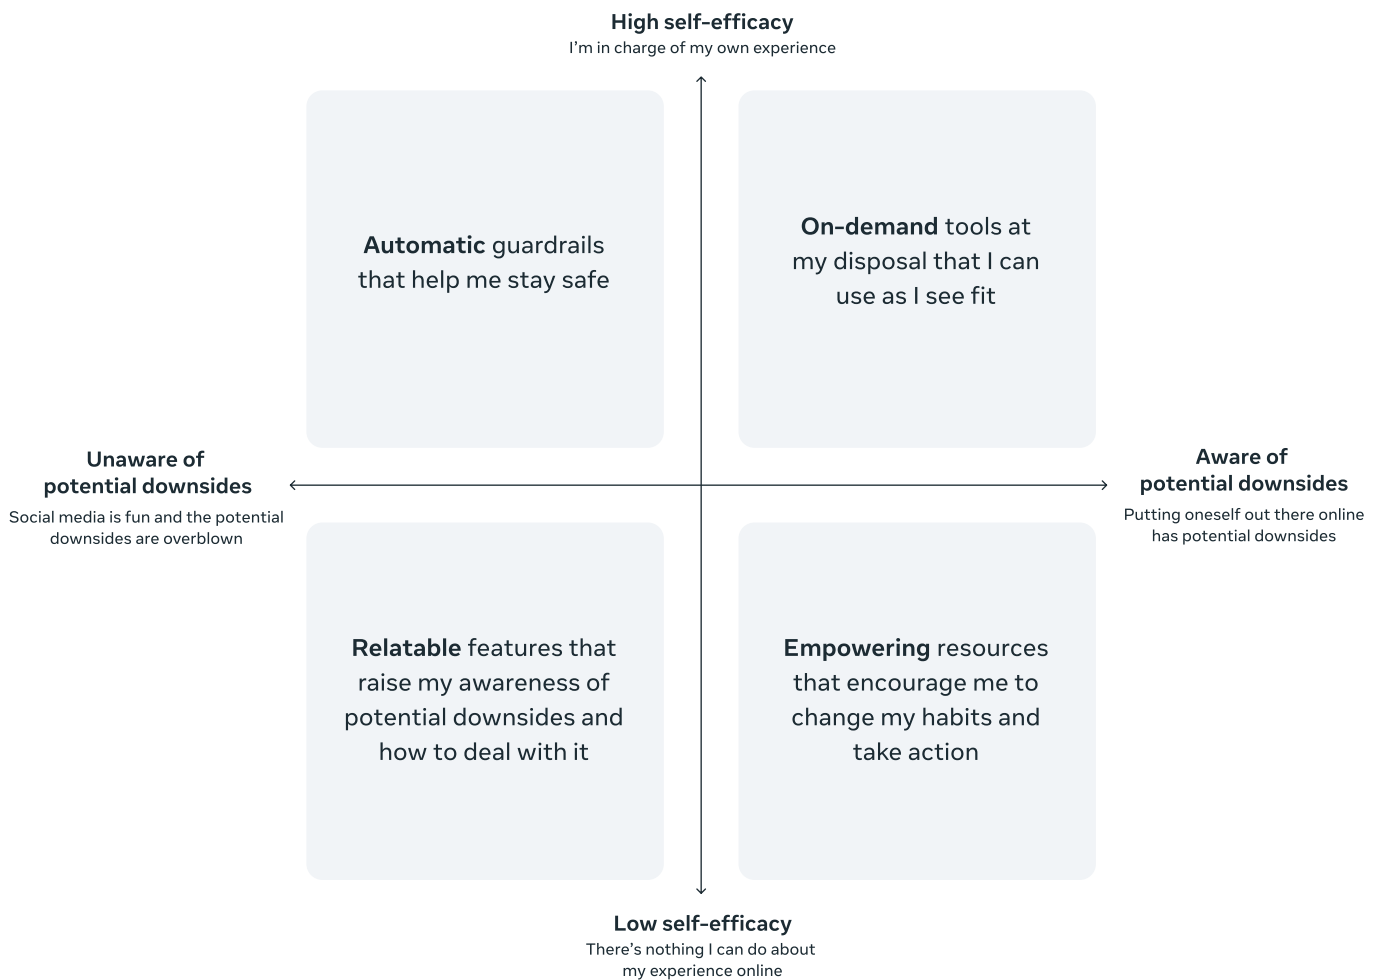 High self-efficacy
I’m in charge of my own experience
Automatic guardrails
that help me stay safe
On-demand tools at
my disposal that I can
use as I see fit
Unaware of
potential downsides
Social media is fun and the potential
downsides are overblown
Aware of
potential downsides
Putting oneself out there online
has potential downsides
Relatable features that
raise my awareness of
potential downsides and
how to deal with it
Empowering resources
that encourage me to
change my habits and
take action
Low self-efficacy
There’s nothing I can do about
my experience online